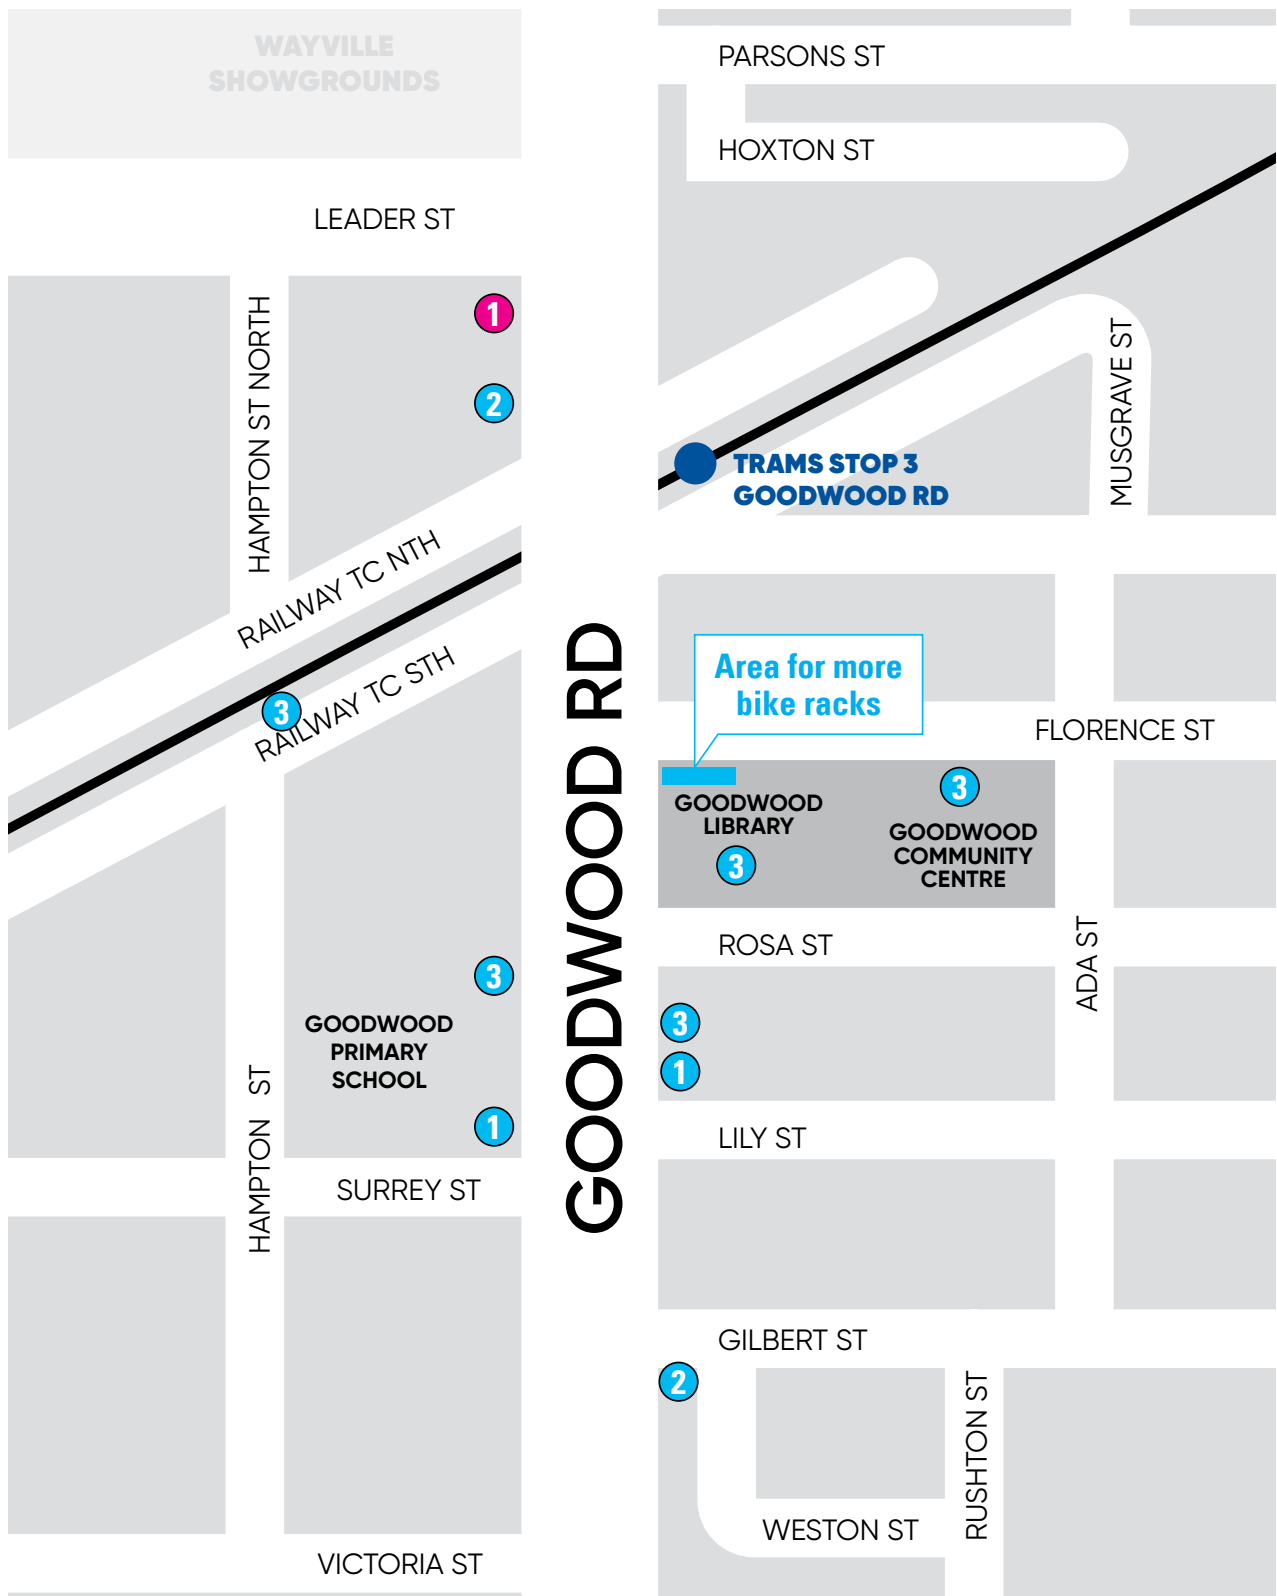 WAYVILLE
SHOWGROUNDS
PARSONS ST
HOXTON ST
LEADER ST
1
HAMPTON ST NORTH
2
MUSGRAVE ST
TRAMS STOP 3
GOODWOOD RD
RAILWAY TC NTH
RAILWAY TC STH
3
GOODWOOD RD
Area for more
bike racks
FLORENCE ST
GOODWOOD
LIBRARY
3
3
GOODWOOD
COMMUNITY
CENTRE
ROSA ST
ADA ST
3
GOODWOOD
PRIMARY
SCHOOL
3
1
1
HAMPTON ST
LILY ST
SURREY ST
GILBERT ST
2
RUSHTON ST
WESTON ST
VICTORIA ST